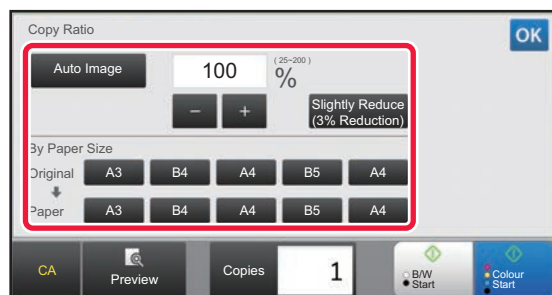 Copy Ratio
OK
Auto Image
100
(25~200)
%
– +
Slightly Reduce
(3% Reduction)
By Paper Size
Original A3 B4 A4 B5 A4
Paper A3 B4 A4 B5 A4
CA
Preview
Copies
1
B/W
Start
Colour
Start